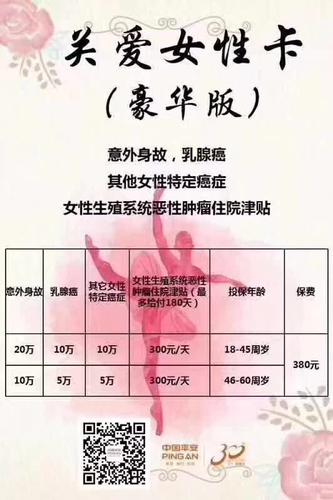 关爱女性卡
（豪华版）
意外身故，乳腺癌
其他女性特定癌症
女性生殖系统恶性肿瘤住院津贴
意外身故 乳腺癌 其它女性特定癌症 女性生殖系统恶性肿瘤住院津贴（最多给付180天） 投保年龄 保费
20万 10万 10万 300元/天 18-45周岁 380元
10万 5万 5万 300元/天 46-60周岁
中国平安
PING AN
30